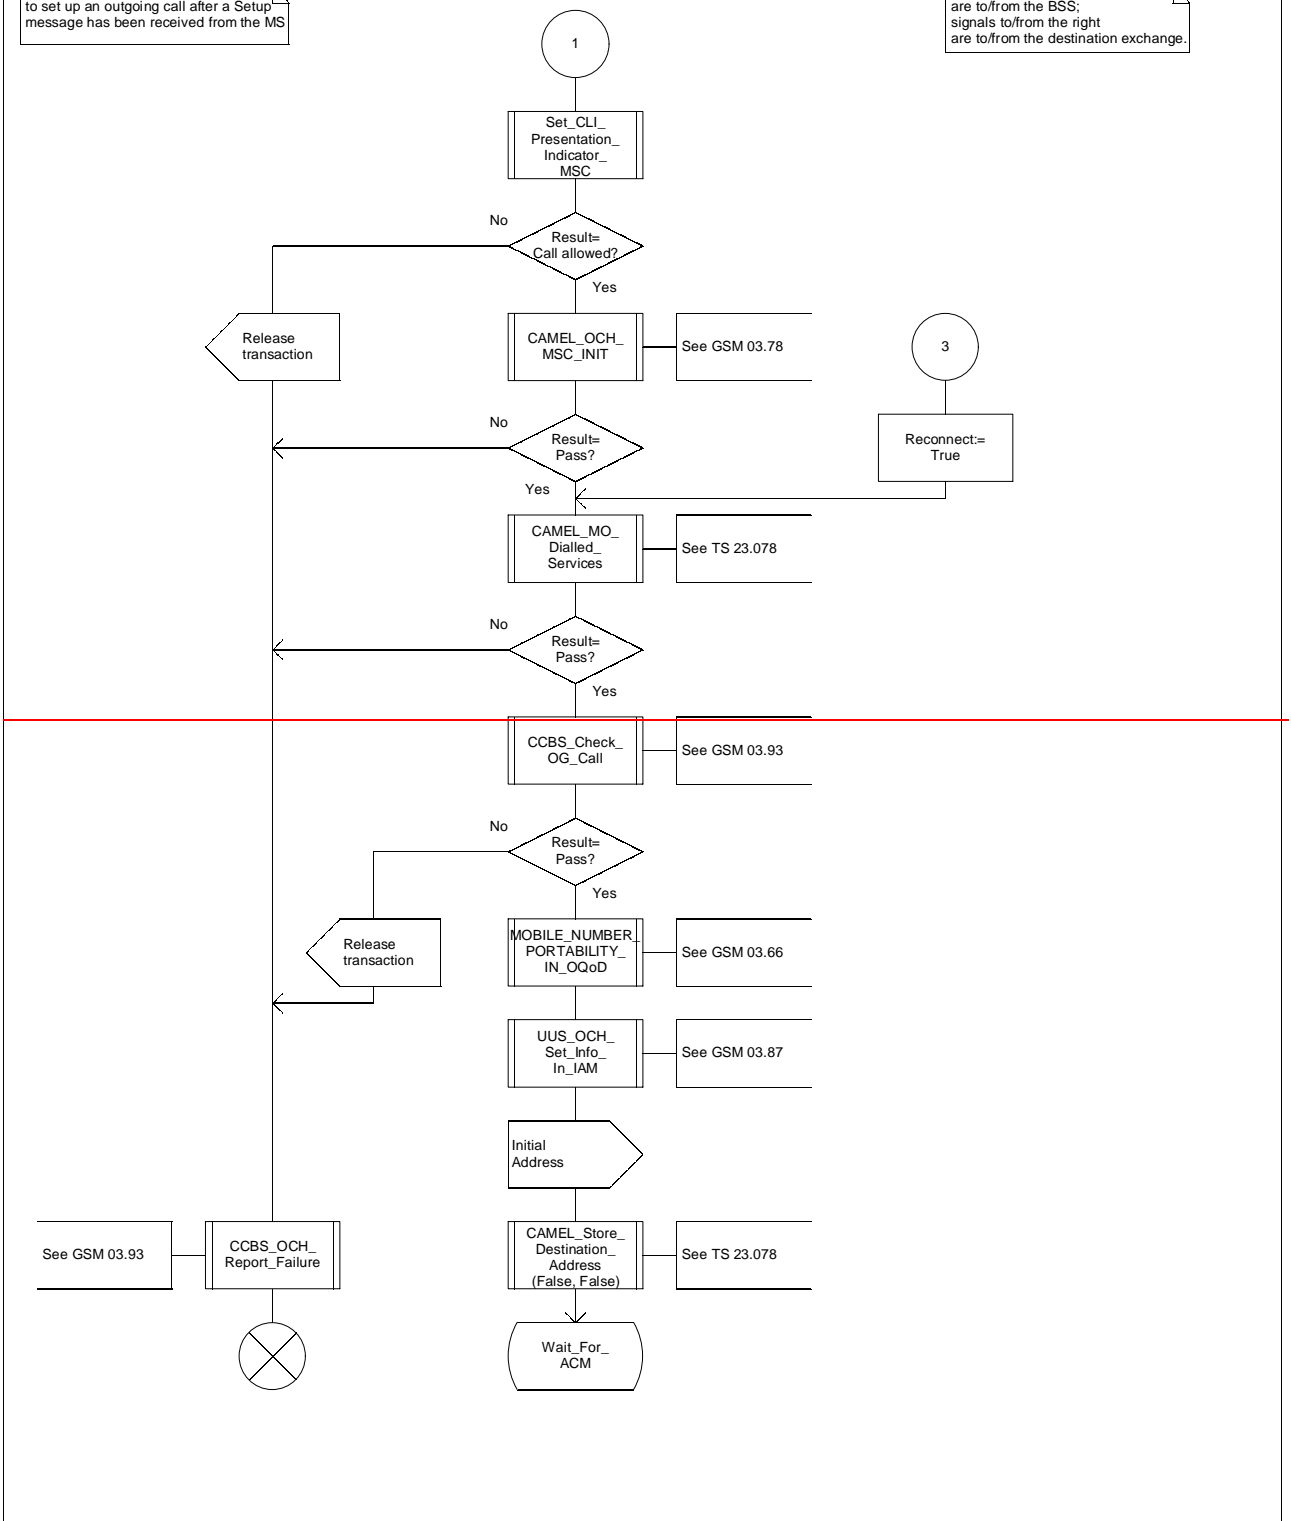 to set up an outgoing call after a Setup
message has been received from the MS
are to/from the BSS;
signals to/from the right
are to/from the destination exchange.
1
Set_CLI_
Presentation_
Indicator_
MSC
No
Result=
Call allowed?
Yes
Release
transaction
CAMEL_OCH_
MSC_INIT
See GSM 03.78
3
No
Result=
Pass?
Reconnect:=
True
Yes
CAMEL_MO_
Dialled_
Services
See TS 23.078
No
Result=
Pass?
Yes
CCBS_Check_
OG_Call
See GSM 03.93
No
Result=
Pass?
Yes
Release
transaction
MOBILE_NUMBER_
PORTABILITY_
IN_OQoD
See GSM 03.66
UUS_OCH_
Set_Info_
In_IAM
See GSM 03.87
Initial
Address
See GSM 03.93
CCBS_OCH_
Report_Failure
CAMEL_Store_
Destination_
Address
(False, False)
See TS 23.078
Wait_For_
ACM